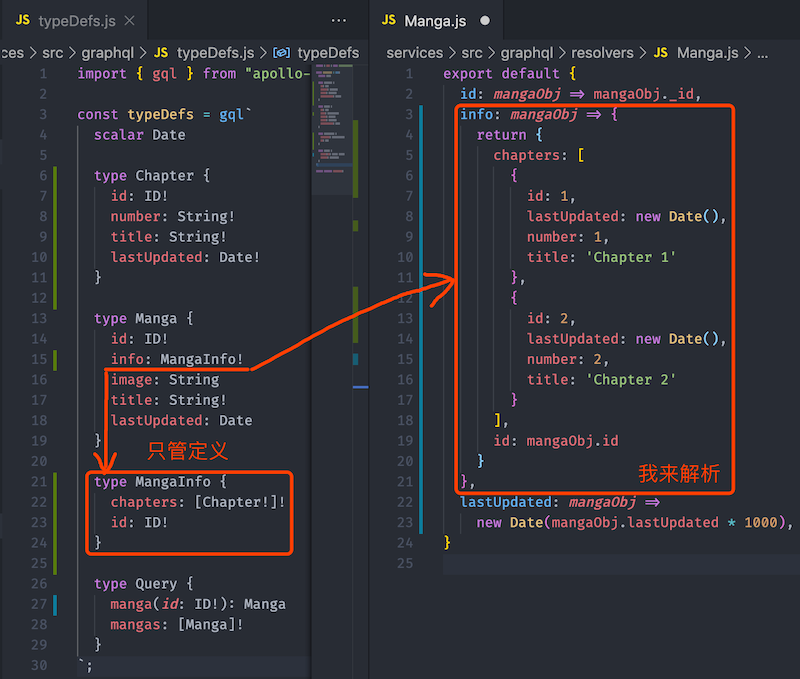 JS typeDefs.js × ...
ces > src > graphql > JS typeDefs.js > typeDefs
1 import { gql } from "apollo-
2
3 const typeDefs = gql`
4 scalar Date
5
6 type Chapter {
7 id: ID!
8 number: String!
9 title: String!
10 lastUpdated: Date!
11 }
12
13 type Manga {
14 id: ID!
15 info: MangaInfo!
16 image: String
17 title: String!
18 lastUpdated: Date
19 }
20
只管定义
21 type MangaInfo {
22 chapters: [Chapter!]!
23 id: ID!
24 }
25
26 type Query {
27 manga(id: ID!): Manga
28 mangas: [Manga]!
29 }
30 `;
JS Manga.js ●
services > src > graphql > resolvers > JS Manga.js > ...
1 export default {
2 id: mangaObj => mangaObj._id,
3 info: mangaObj => {
4 return {
5 chapters: [
6 {
7 id: 1,
8 lastUpdated: new Date(),
9 number: 1,
10 title: 'Chapter 1'
11 },
12 {
13 id: 2,
14 lastUpdated: new Date(),
15 number: 2,
16 title: 'Chapter 2'
17 }
18 ],
19 id: mangaObj.id
20 }
我来解析
21 },
22 lastUpdated: mangaObj =>
23 new Date(mangaObj.lastUpdated * 1000),
24 }
25